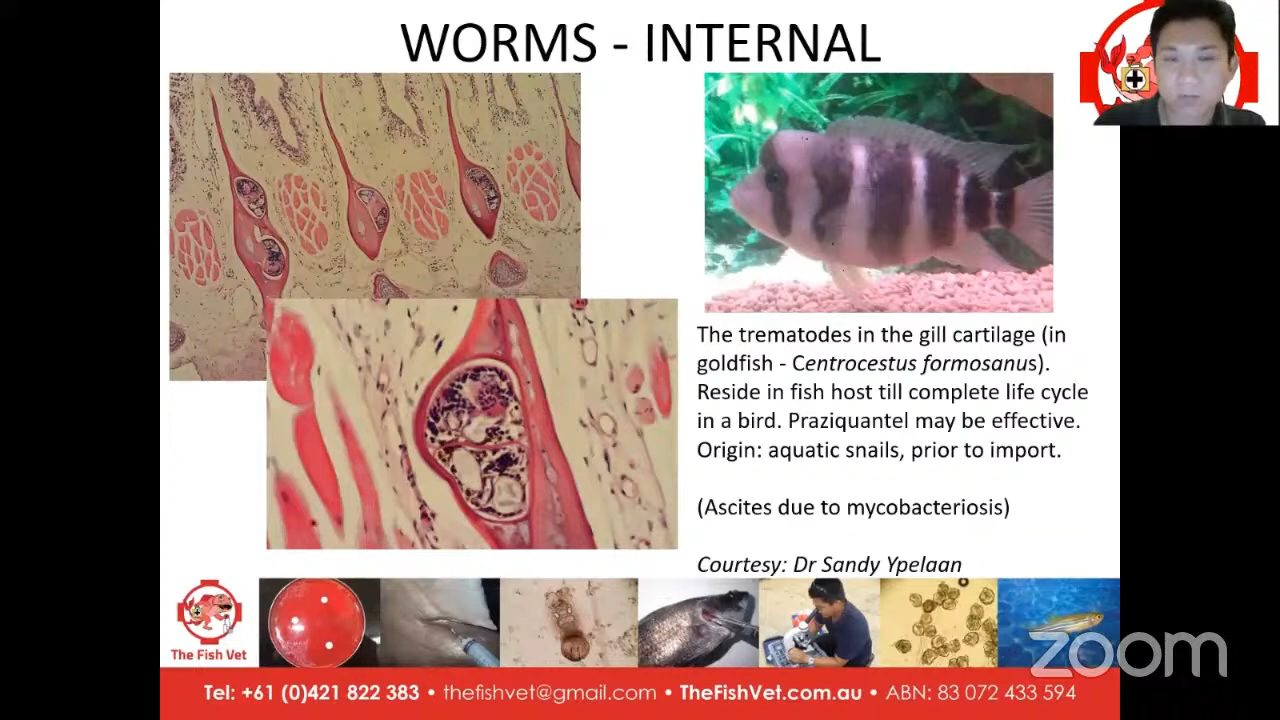 WORMS - INTERNAL
The trematodes in the gill cartilage (in
goldfish - Centrocestus formosanus).
Reside in fish host till complete life cycle
in a bird. Praziquantel may be effective.
Origin: aquatic snails, prior to import.
(Ascites due to mycobacteriosis)
Courtesy: Dr Sandy Ypelaan
The Fish Vet
zoom
Tel: +61 (0)421 822 383 • thefishvet@gmail.com • TheFishVet.com.au • ABN: 83 072 433 594